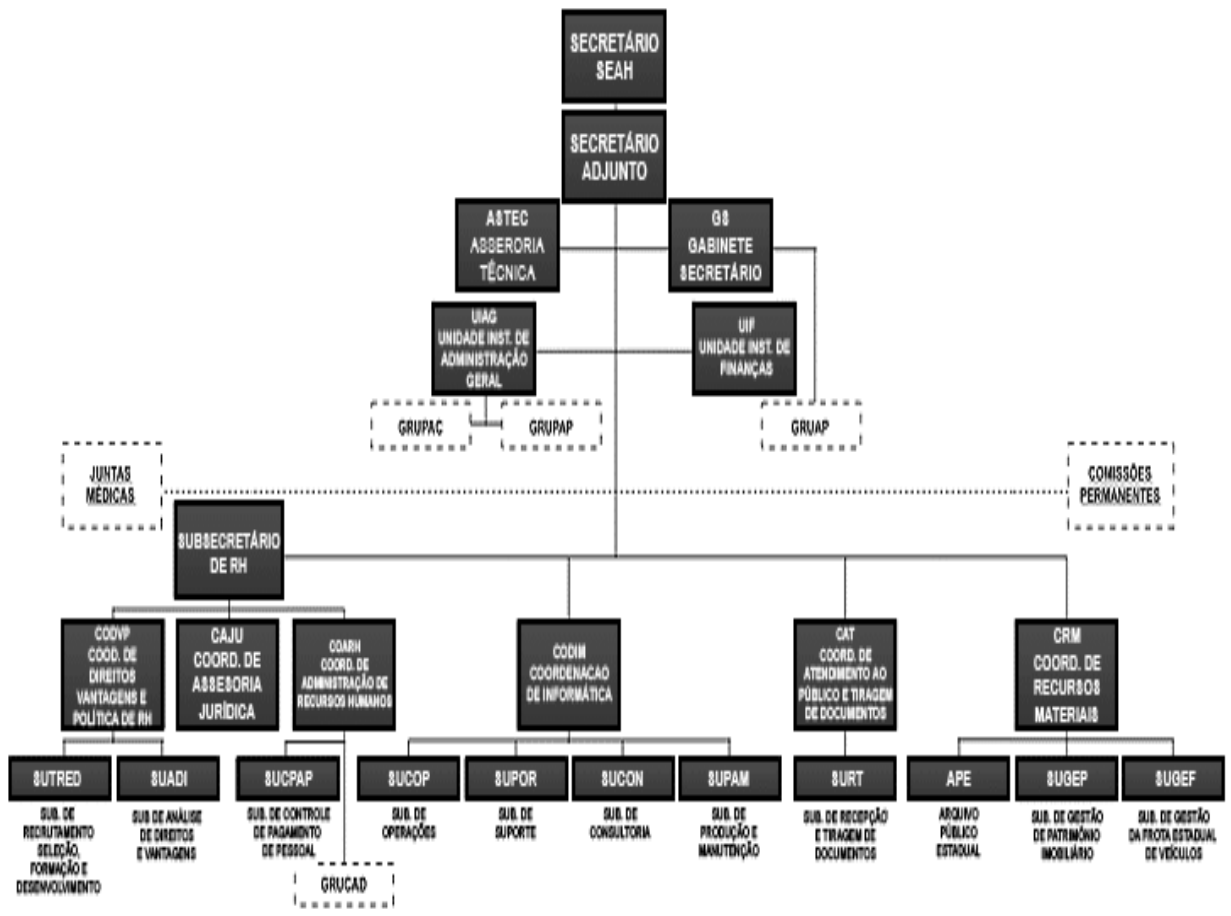 SECRETÁRIO
SEAH
SECRETÁRIO
ADJUNTO
ASTEC
ASSERORIA
TÉCNICA
GS
GABINETE
SECRETÁRIO
UIAG
UNIDADE INST. DE
ADMINISTRAÇÃO
GERAL
UIF
UNIDADE INST. DE
FINANÇAS
GRUPAC
GRUPAP
GRUAP
JUNTAS
MÉDICAS
COMISSÕES
PERMANENTES
SUBSECRETÁRIO
DE RH
CODVP
COOD. DE
DIREITOS
VANTAGENS E
POLÍTICA DE RH
CAJU
COORD. DE
ASSESORIA
JURÍDICA
COARH
COORD. DE
ADMINISTRAÇÃO DE
RECURSOS HUMANOS
CODIM
COORDENACAO
DE INFORMÁTICA
CAT
COORD. DE
ATENDIMENTO AO
PÚBLICO E TIRAGEM
DE DOCUMENTOS
CRM
COORD. DE
RECURSOS
MATERIAIS
SUTRED
SUADI
SUCPAP
SUCOP
SUPOR
SUCON
SUPAM
SURT
APE
SUGEP
SUGEF
SUB. DE
RECRUTAMENTO
SELEÇÃO,
FORMAÇÃO E
DESENVOLVIMENTO
SUB DE ANÁLISE
DE DIREITOS
E VANTAGENS
SUB. DE CONTROLE
DE PAGAMENTO
DE PESSOAL
SUB. DE
OPERAÇÕES
SUB. DE
SUPORTE
SUB. DE
CONSULTORIA
SUB. DE
PRODUÇÃO E
MANUTENÇÃO
SUB. DE RECEPÇÃO
E TIRAGEM DE
DOCUMENTOS
ARQUIVO
PÚBLICO
ESTADUAL
SUB. DE GESTÃO
DE PATRIMÔNIO
IMOBILIÁRIO
SUB. DE GESTÃO
DA FROTA ESTADUAL
DE VEÍCULOS
GRUCAD